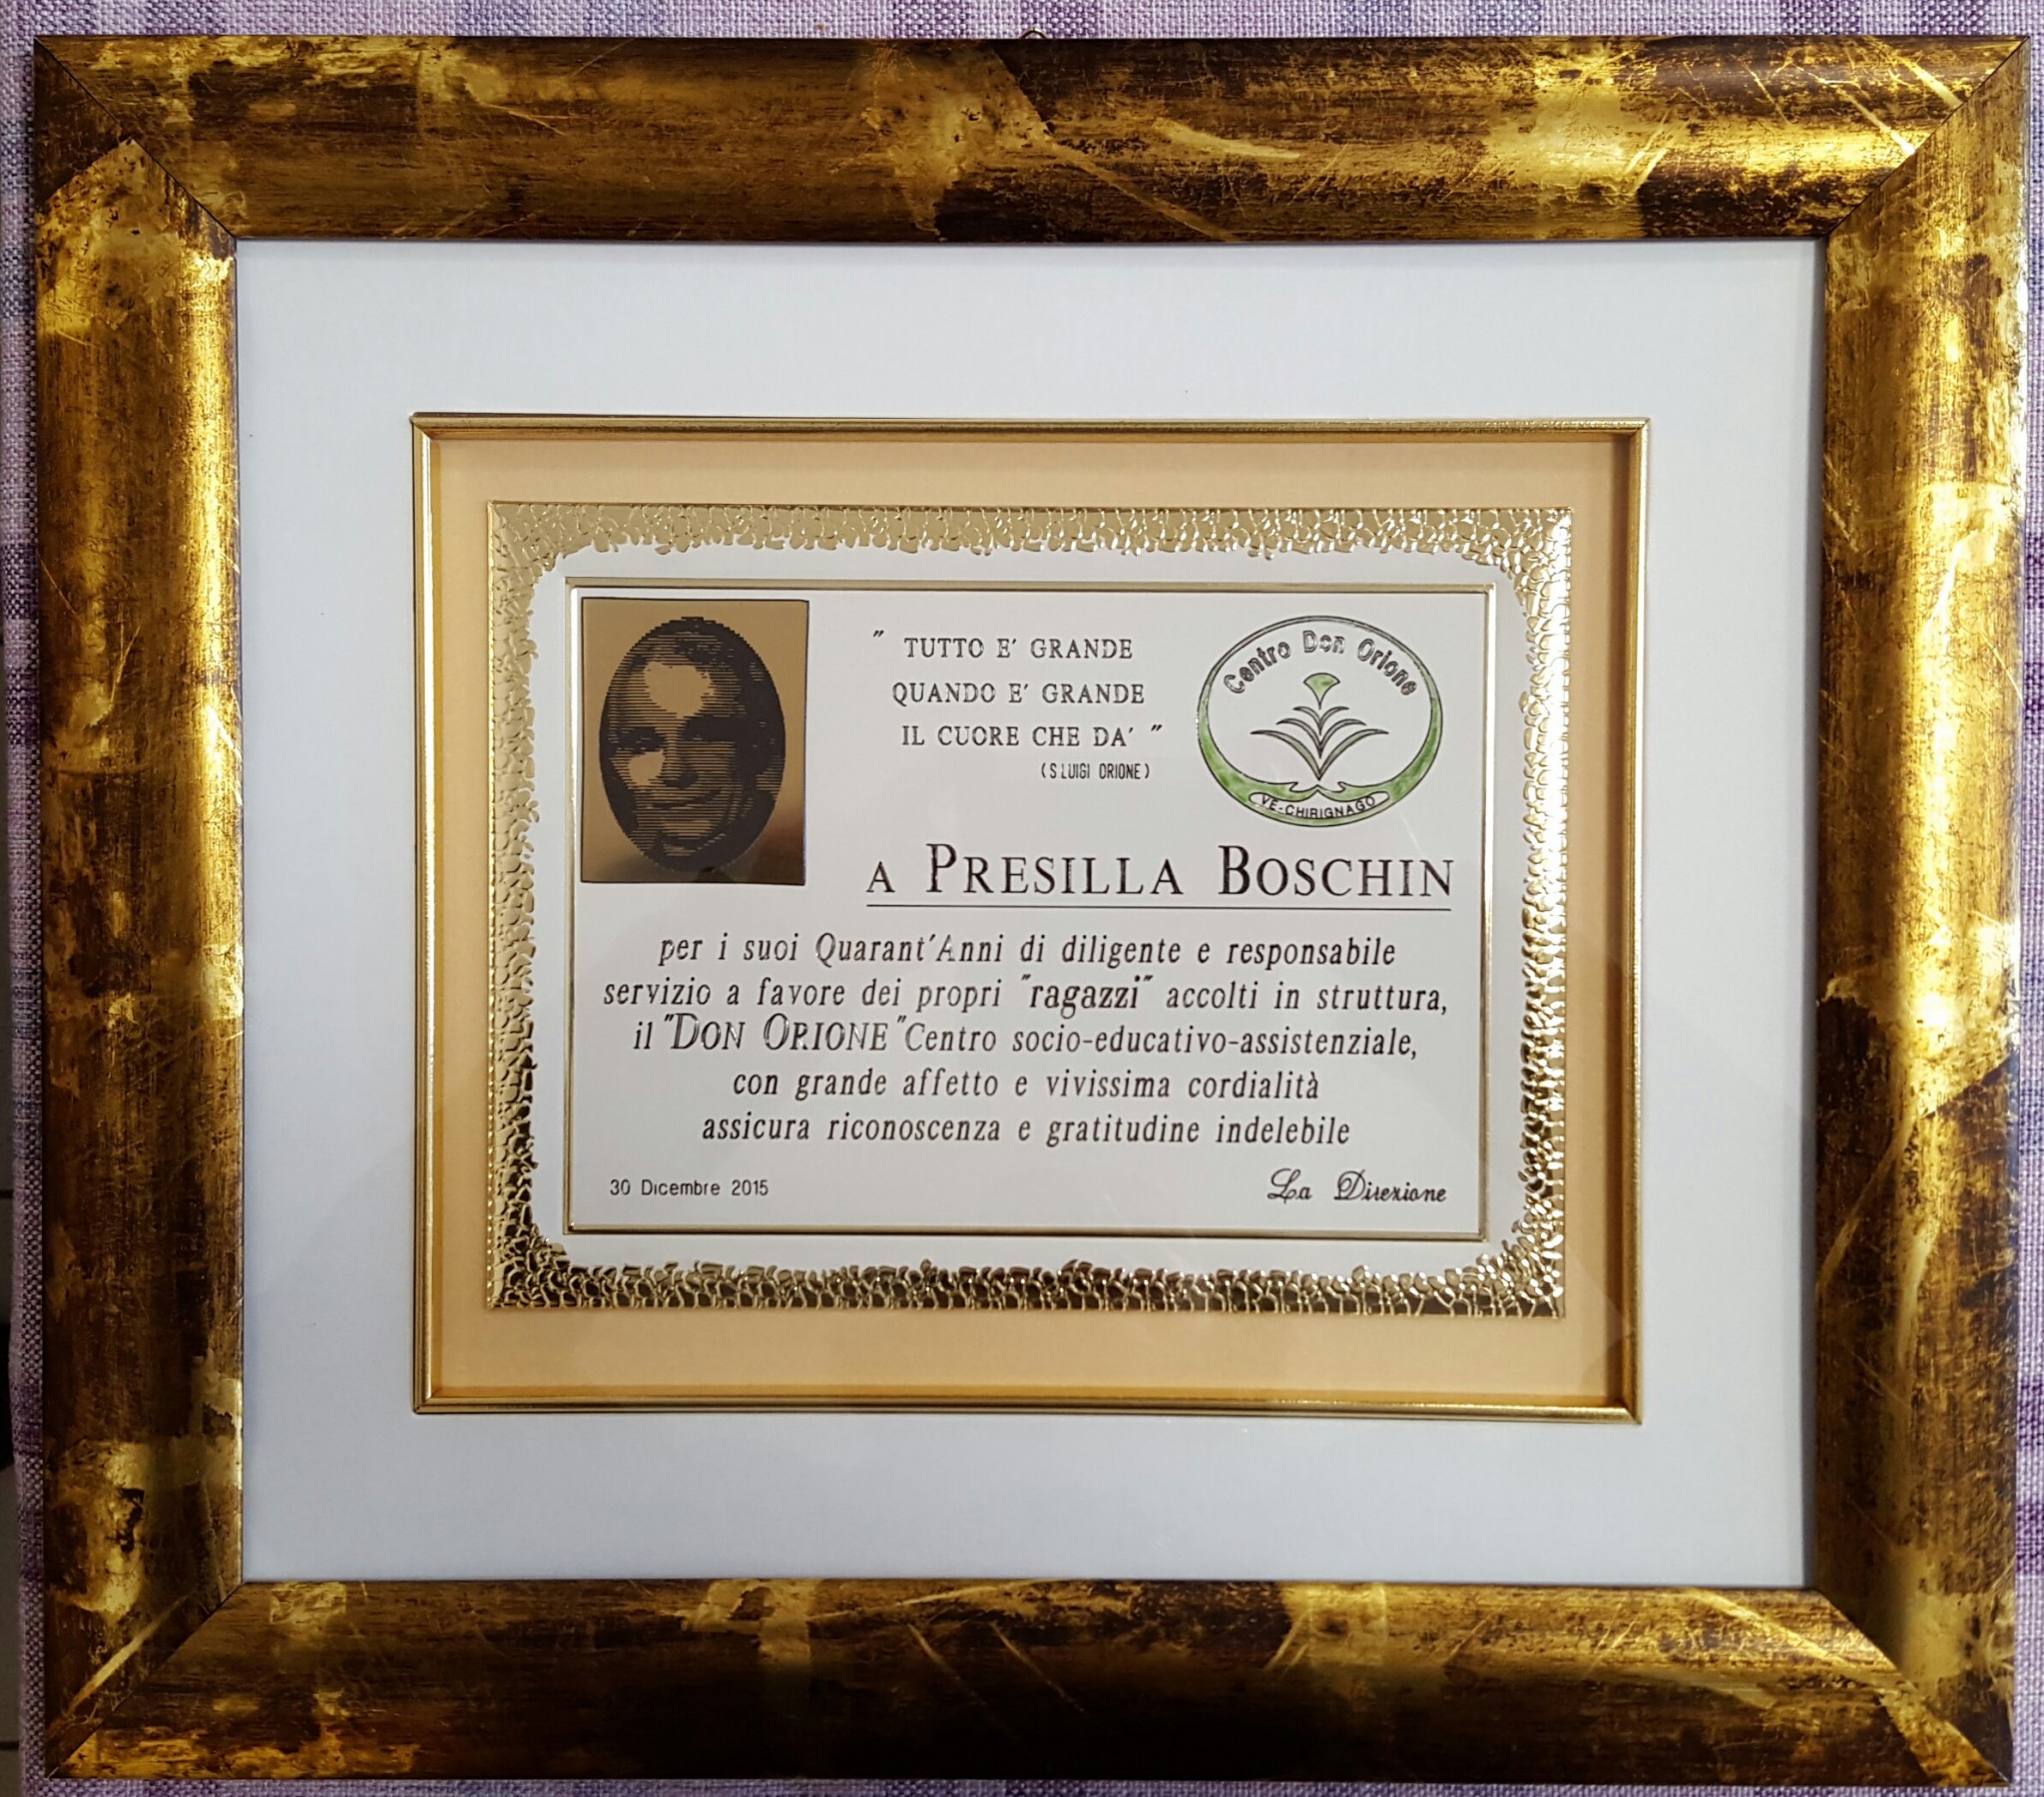 " TUTTO E' GRANDE
QUANDO E' GRANDE
IL CUORE CHE DA' "
(S.LUIGI ORIONE)
Centro Don Orione
VE-CHIRIGNAGO
A PRESILLA BOSCHIN
per i suoi Quarant'Anni di diligente e responsabile
servizio a favore dei propri "ragazzi" accolti in struttura,
il "DON ORIONE" Centro socio-educativo-assistenziale,
con grande affetto e vivissima cordialità
assicura riconoscenza e gratitudine indelebile
30 Dicembre 2015
La Direzione